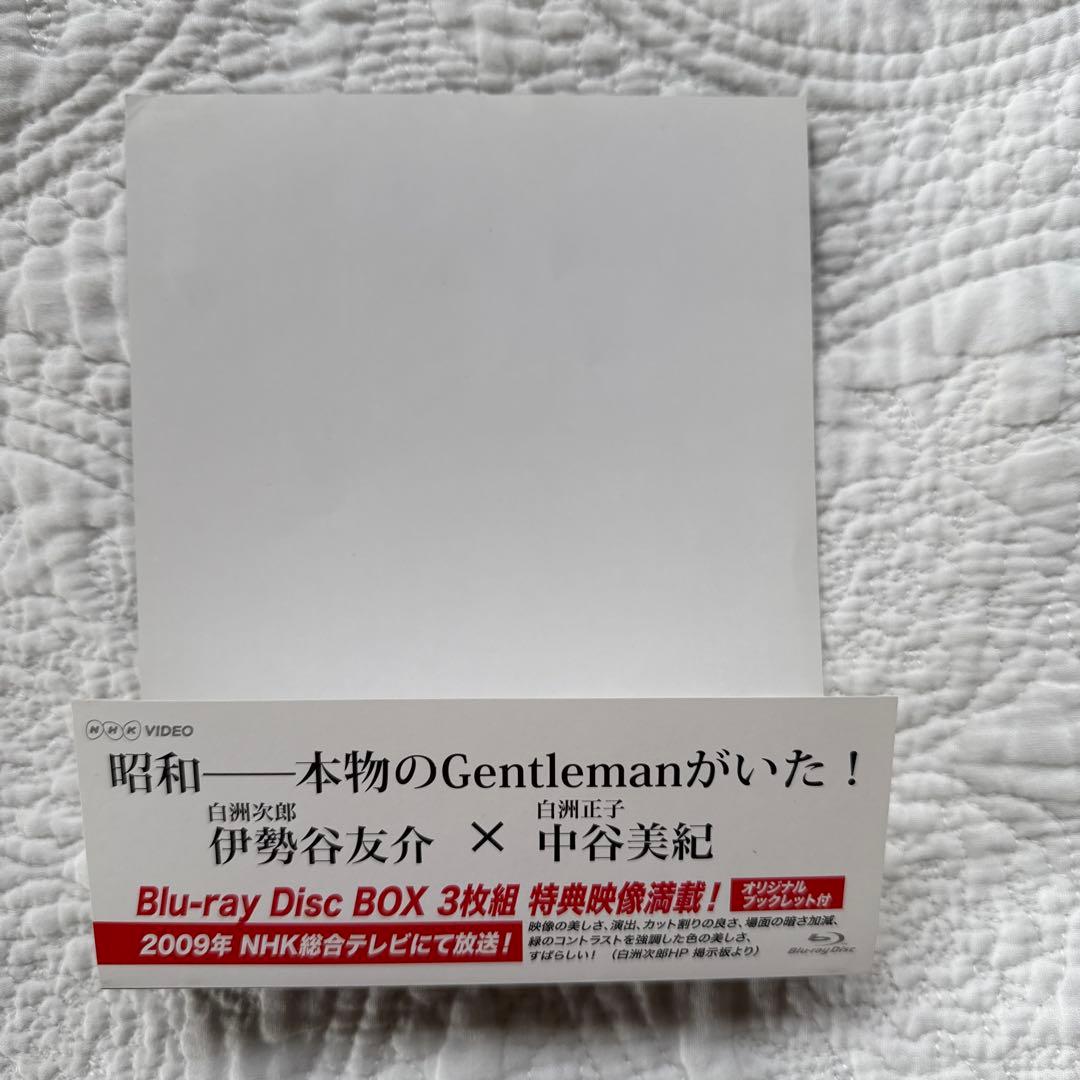 NHK VIDEO
昭和――本物のGentlemanがいた！
白洲次郎 白洲正子
伊勢谷友介 × 中谷美紀
Blu-ray Disc BOX 3枚組 特典映像満載！
オリジナル
ブックレット付
2009年 NHK総合テレビにて放送！
映像の美しさ、演出、カット割りの良さ、場面の暗さ加減、
緑のコントラストを強調した色の美しさ、
すばらしい！ （白洲次郎HP 掲示板より）
Blu-ray Disc